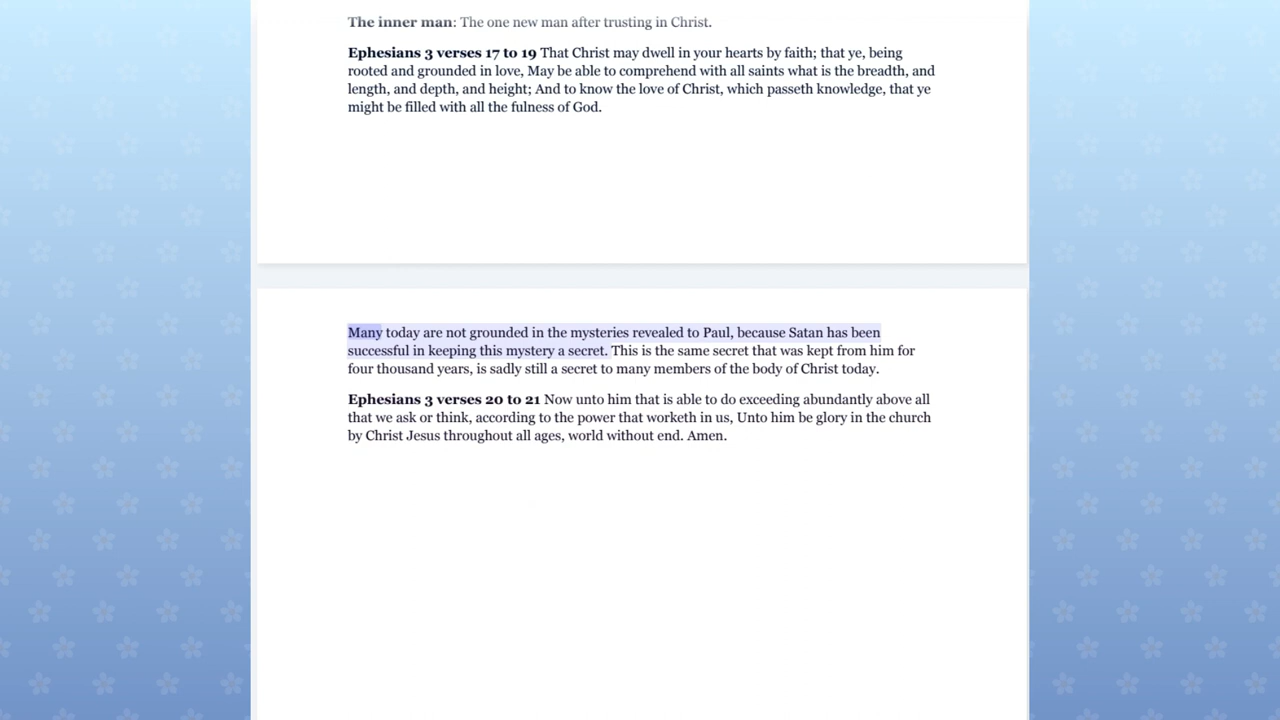 The inner man: The one new man after trusting in Christ.
Ephesians 3 verses 17 to 19 That Christ may dwell in your hearts by faith; that ye, being
rooted and grounded in love, May be able to comprehend with all saints what is the breadth, and
length, and depth, and height; And to know the love of Christ, which passeth knowledge, that ye
might be filled with all the fulness of God.
Many today are not grounded in the mysteries revealed to Paul, because Satan has been
successful in keeping this mystery a secret. This is the same secret that was kept from him for
four thousand years, is sadly still a secret to many members of the body of Christ today.
Ephesians 3 verses 20 to 21 Now unto him that is able to do exceeding abundantly above all
that we ask or think, according to the power that worketh in us, Unto him be glory in the church
by Christ Jesus throughout all ages, world without end. Amen.